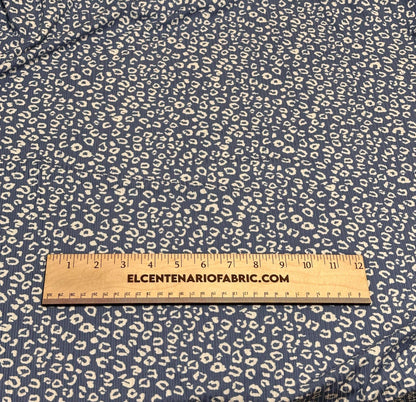 1 2 3 4 5 6 7 8 9 10 11 12
ELCENTENARIOFABRIC.COM